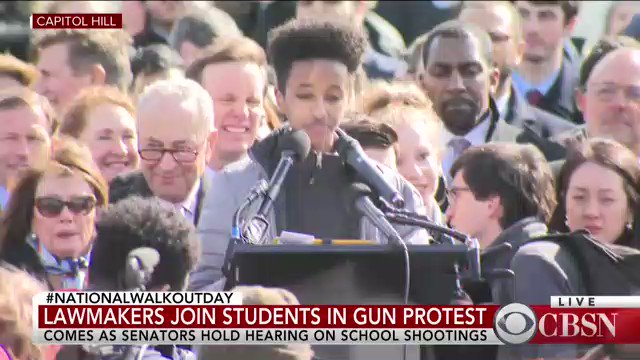 CAPITOL HILL
#NATIONALWALKOUTDAY
LAWMAKERS JOIN STUDENTS IN GUN PROTEST
COMES AS SENATORS HOLD HEARING ON SCHOOL SHOOTINGS
LIVE
CBSN